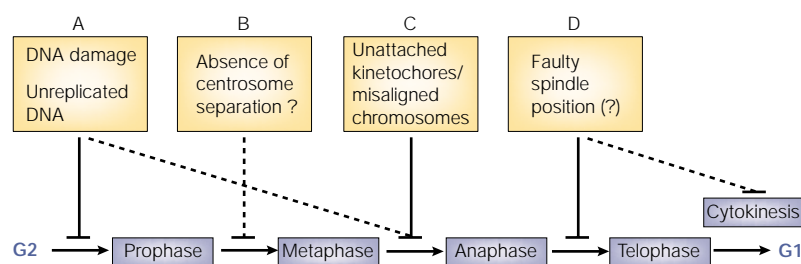 A
B
C
D
DNA damage
Unreplicated
DNA
Absence of
centrosome
separation ?
Unattached
kinetochores/
misaligned
chromosomes
Faulty
spindle
position (?)
Cytokinesis
G2
Prophase
Metaphase
Anaphase
Telophase
G1